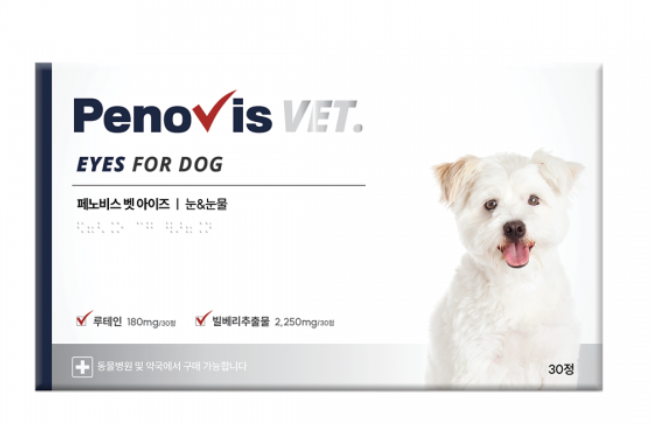 Penovis VET.
EYES FOR DOG
페노비스 벳 아이즈 | 눈&눈물
루테인 180mg/30정 빌베리추출물 2,250mg/30정
동물병원 및 약국에서 구매 가능합니다
30정